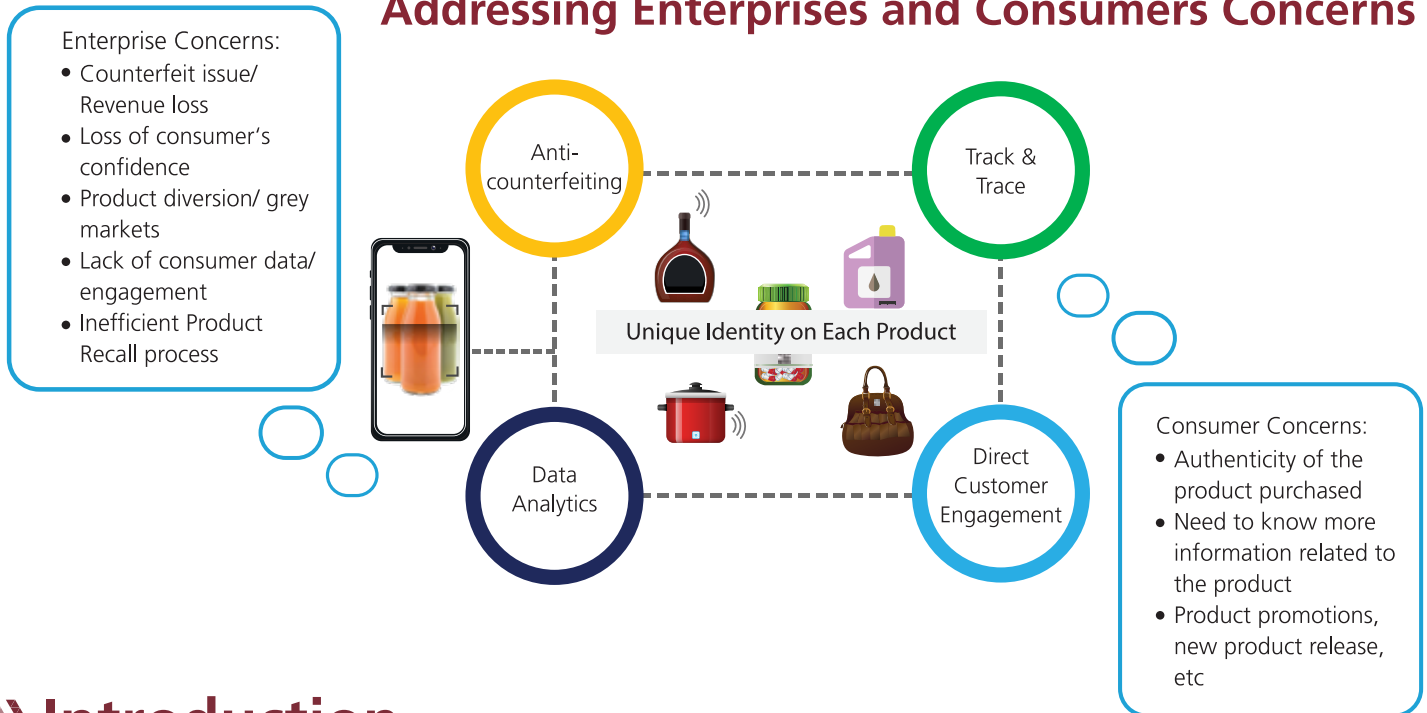 Addressing Enterprises and Consumers Concerns
Enterprise Concerns:
• Counterfeit issue/
Revenue loss
• Loss of consumer‘s
confidence
• Product diversion/ grey
markets
• Lack of consumer data/
engagement
• Inefficient Product
Recall process
Anti-
counterfeiting
Track &
Trace
Unique Identity on Each Product
Data
Analytics
Direct
Customer
Engagement
Consumer Concerns:
• Authenticity of the
product purchased
• Need to know more
information related to
the product
• Product promotions,
new product release,
etc
Introduction